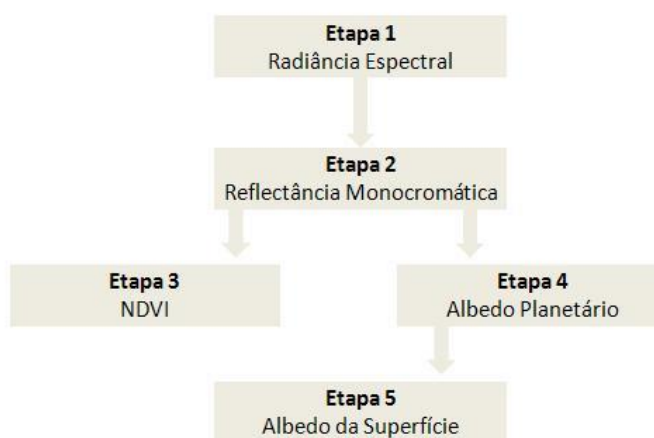 Etapa 1
Radiância Espectral
Etapa 2
Reflectância Monocromática
Etapa 3
NDVI
Etapa 4
Albedo Planetário
Etapa 5
Albedo da Superfície